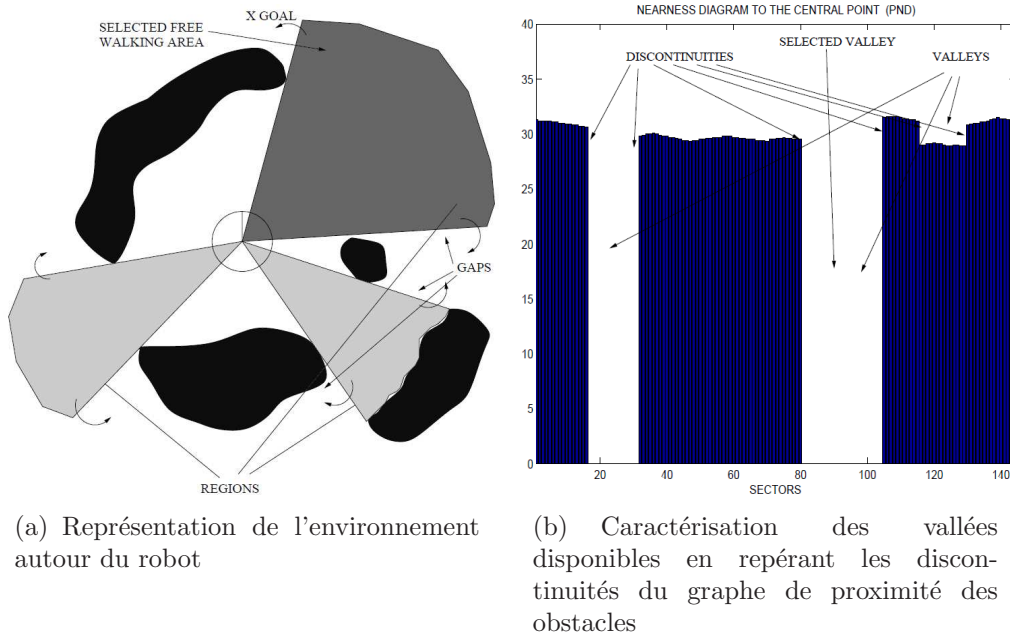 X GOAL
SELECTED FREE
WALKING AREA
GAPS
REGIONS
(a) Représentation de l'environnement
autour du robot
NEARNESS DIAGRAM TO THE CENTRAL POINT (PND)
40
35
30
25
20
15
10
5
0
SELECTED VALLEY
DISCONTINUITIES
VALLEYS
20
40
60
80
100
120
140
SECTORS
(b) Caractérisation des vallées
disponibles en repérant les discon-
tinuités du graphe de proximité des
obstacles